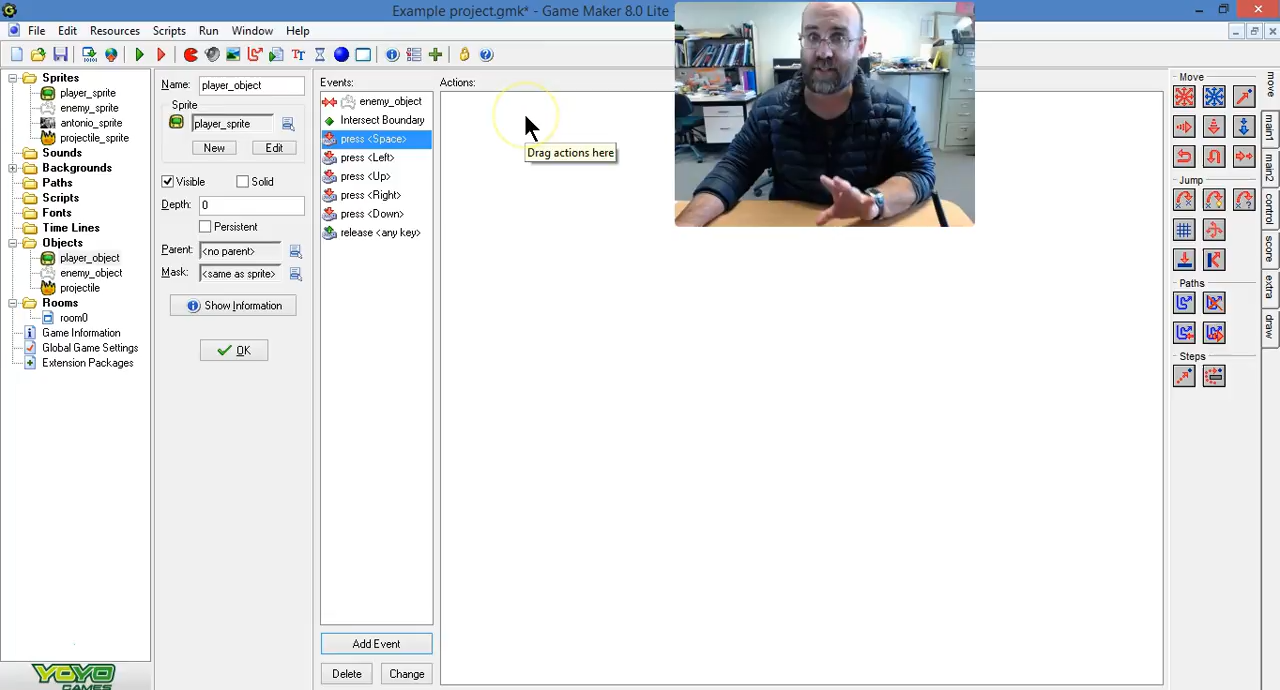 Example project.gmk* - Game Maker 8.0 Lite
File Edit Resources Scripts Run Window Help
Sprites
player_sprite
enemy_sprite
antonio_sprite
projectile_sprite
Sounds
Backgrounds
Paths
Scripts
Fonts
Time Lines
Objects
player_object
enemy_object
projectile
Rooms
room0
Game Information
Global Game Settings
Extension Packages
YOYO
GAMES
Name: player_object
Sprite
player_sprite
New Edit
Visible Solid
Depth: 0
Persistent
Parent: <no parent>
Mask: <same as sprite>
Show Information
OK
Events:
enemy_object
Intersect Boundary
press <Space>
press <Left>
press <Up>
press <Right>
press <Down>
release <any key>
Add Event
Delete Change
Actions:
Drag actions here
Move
Jump
Paths
Steps
move
main1
main2
control
score
extra
draw